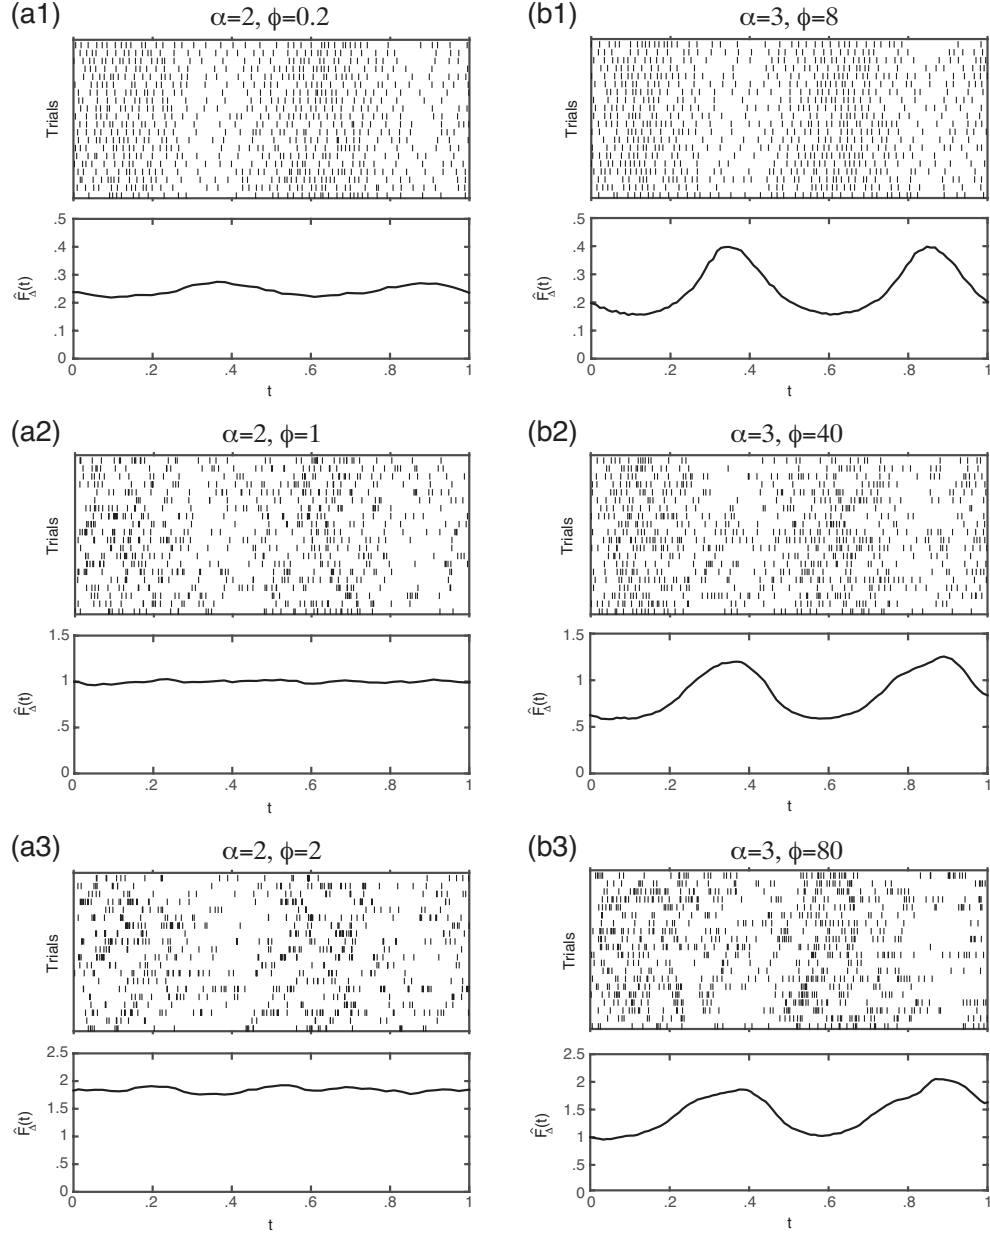 (a1)
α=2, ϕ=0.2
Trials
.5
.4
.3
.2
.1
0
F̂Δ(t)
0 .2 .4 .6 .8 1
t
(b1)
α=3, ϕ=8
Trials
.5
.4
.3
.2
.1
0
F̂Δ(t)
0 .2 .4 .6 .8 1
t
(a2)
α=2, ϕ=1
Trials
1.5
1
.5
0
F̂Δ(t)
0 .2 .4 .6 .8 1
t
(b2)
α=3, ϕ=40
Trials
1.5
1
.5
0
F̂Δ(t)
0 .2 .4 .6 .8 1
t
(a3)
α=2, ϕ=2
Trials
2.5
2
1.5
1
.5
0
F̂Δ(t)
0 .2 .4 .6 .8 1
t
(b3)
α=3, ϕ=80
Trials
2.5
2
1.5
1
.5
0
F̂Δ(t)
0 .2 .4 .6 .8 1
t